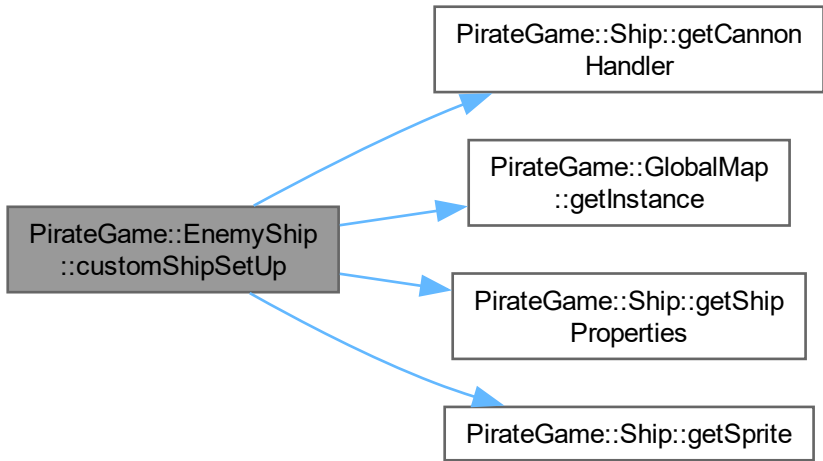 PirateGame::Ship::getCannon
Handler
PirateGame::GlobalMap
::getInstance
PirateGame::EnemyShip
::customShipSetUp
PirateGame::Ship::getShip
Properties
PirateGame::Ship::getSprite